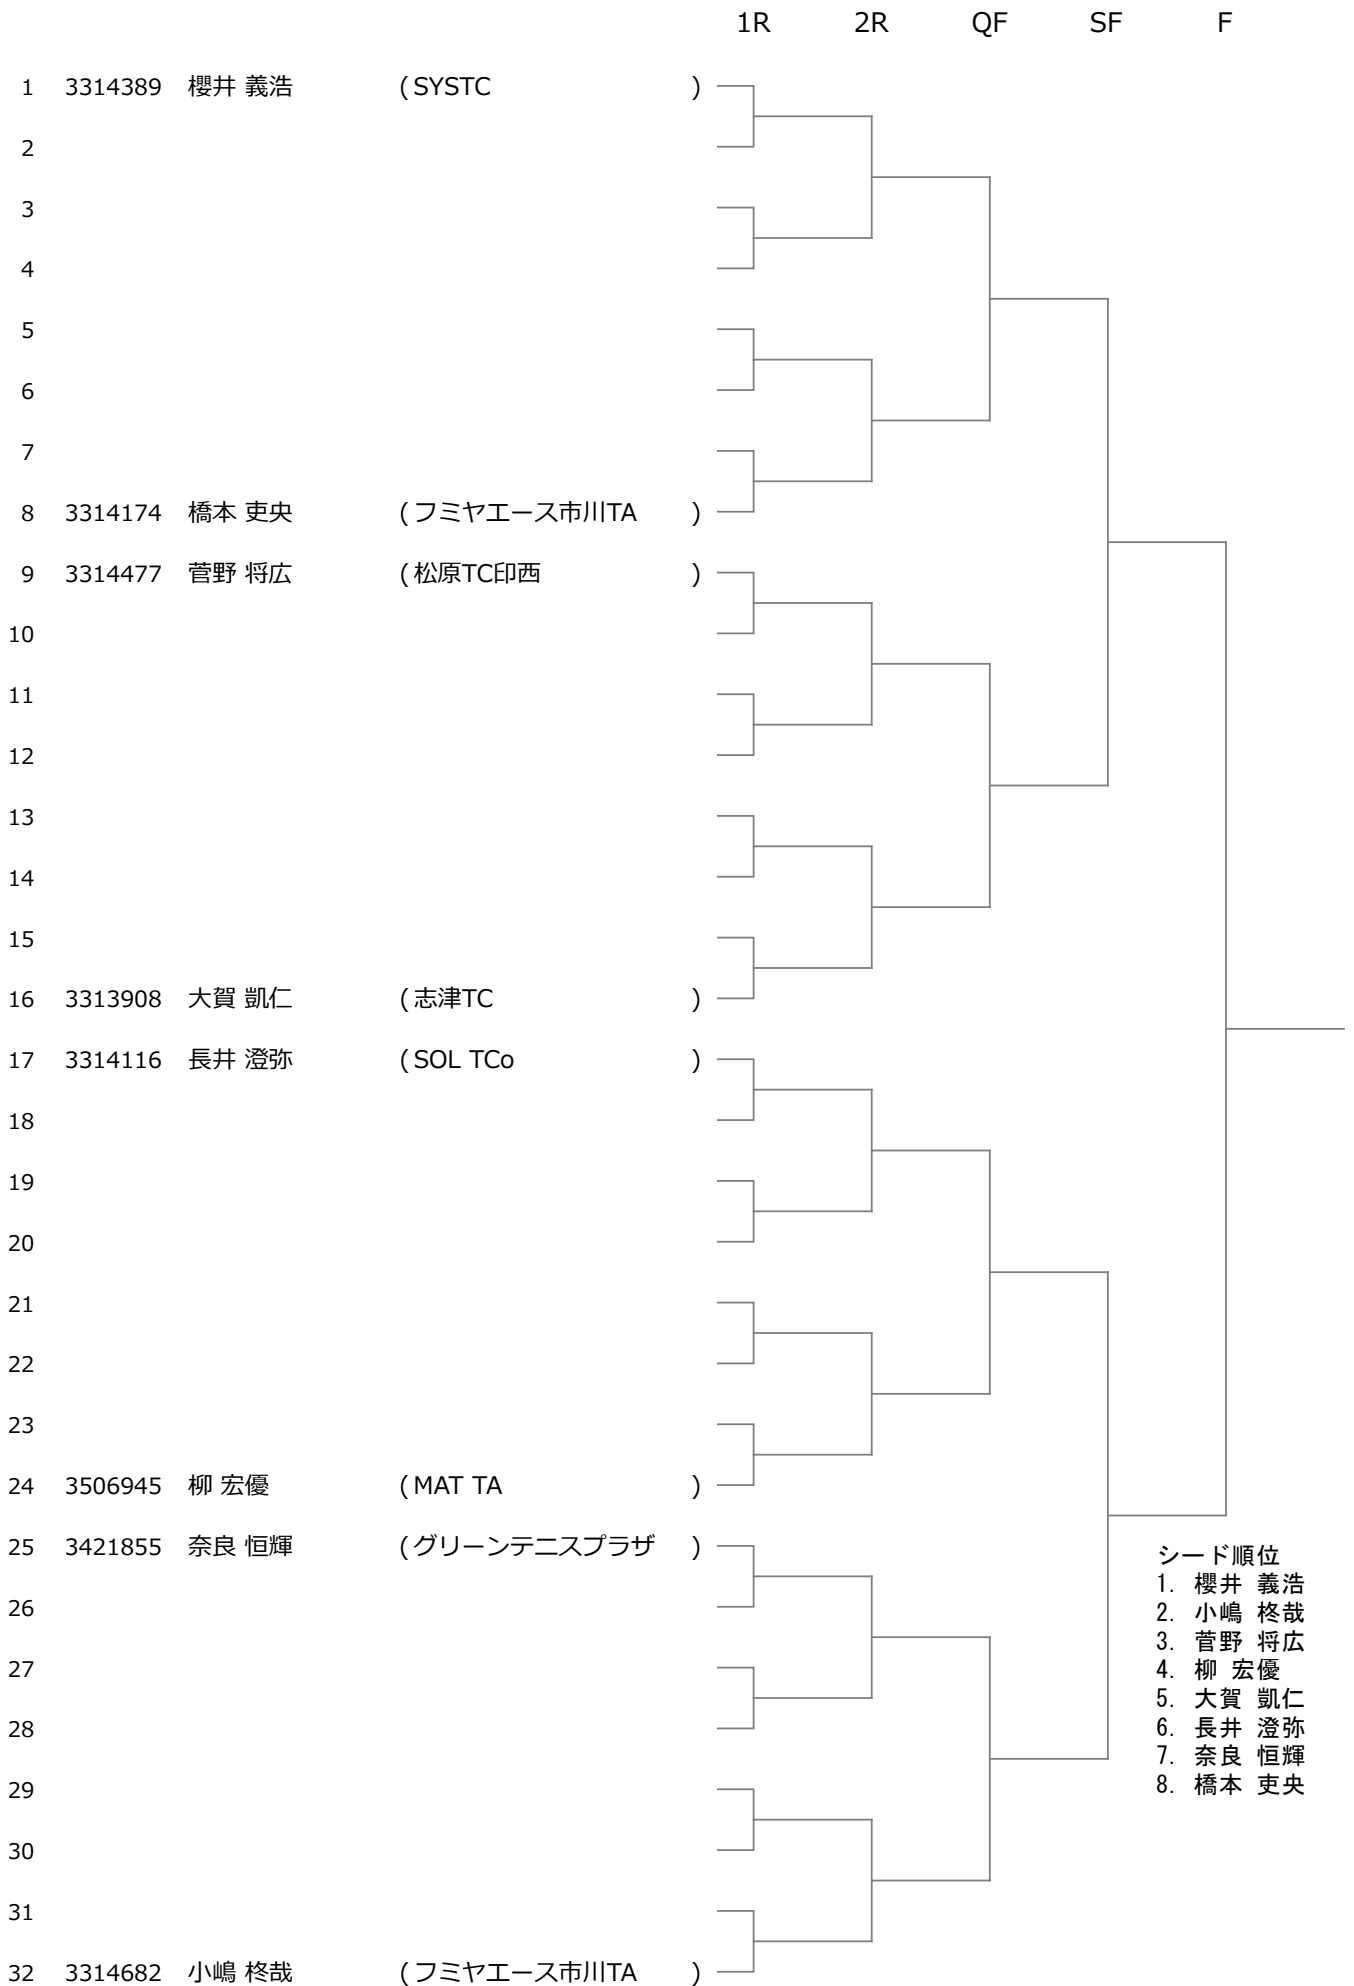 1R 2R QF SF F
1 3314389 櫻井 義浩 ( SYSTC )
2
3
4
5
6
7
8 3314174 橋本 吏央 ( フミヤエース市川TA )
9 3314477 菅野 将広 ( 松原TC印西 )
10
11
12
13
14
15
16 3313908 大賀 凱仁 ( 志津TC )
17 3314116 長井 澄弥 ( SOL TCo )
18
19
20
21
22
23
24 3506945 柳 宏優 ( MAT TA )
25 3421855 奈良 恒輝 ( グリーンテニスプラザ )
26
27
28
29
30
31
32 3314682 小嶋 柊哉 ( フミヤエース市川TA )
シード順位
1. 櫻井 義浩
2. 小嶋 柊哉
3. 菅野 将広
4. 柳 宏優
5. 大賀 凱仁
6. 長井 澄弥
7. 奈良 恒輝
8. 橋本 吏央